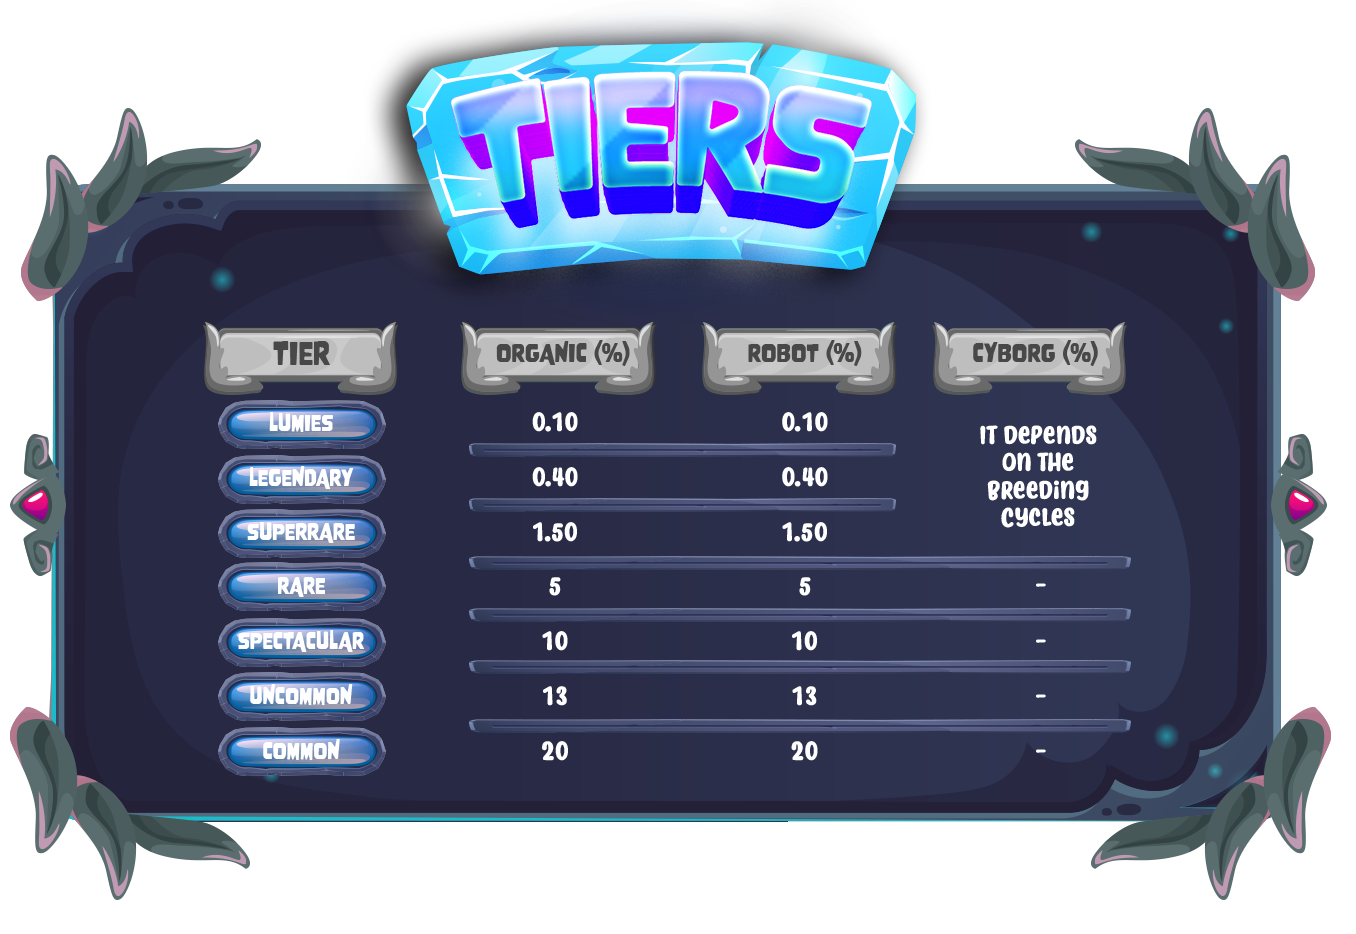 TIERS
TIER ORGANIC (%) ROBOT (%) CYBORG (%)
LUMIES 0.10 0.10
LEGENDARY 0.40 0.40
SUPERRARE 1.50 1.50
IT DEPENDS
ON THE
BREEDING
CYCLES
RARE 5 5 -
SPECTACULAR 10 10 -
UNCOMMON 13 13 -
COMMON 20 20 -